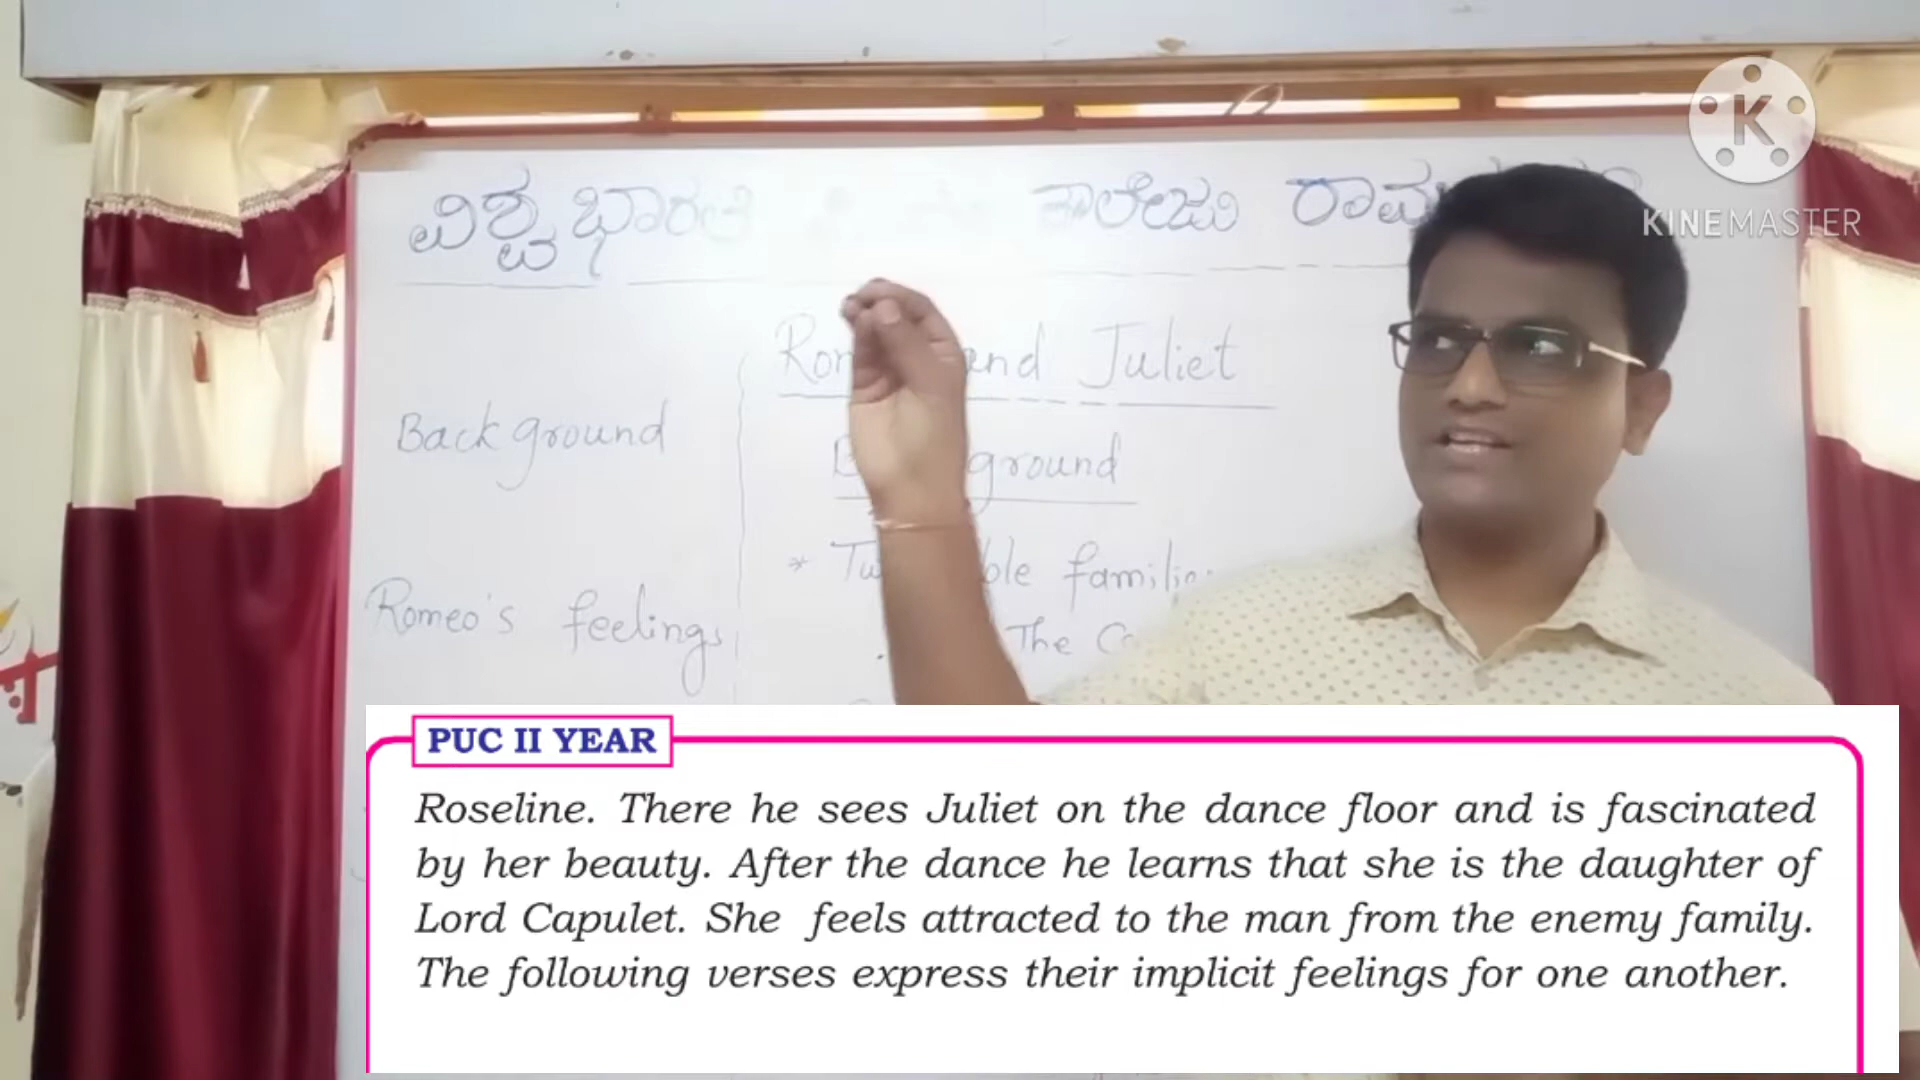 ವಿಶ್ವಭಾರತಿ ಕಾಲೇಜು
KINEMASTER
and Juliet
Background
ground
families
Romeo's feelings
The
PUC II YEAR
Roseline. There he sees Juliet on the dance floor and is fascinated
by her beauty. After the dance he learns that she is the daughter of
Lord Capulet. She feels attracted to the man from the enemy family.
The following verses express their implicit feelings for one another.